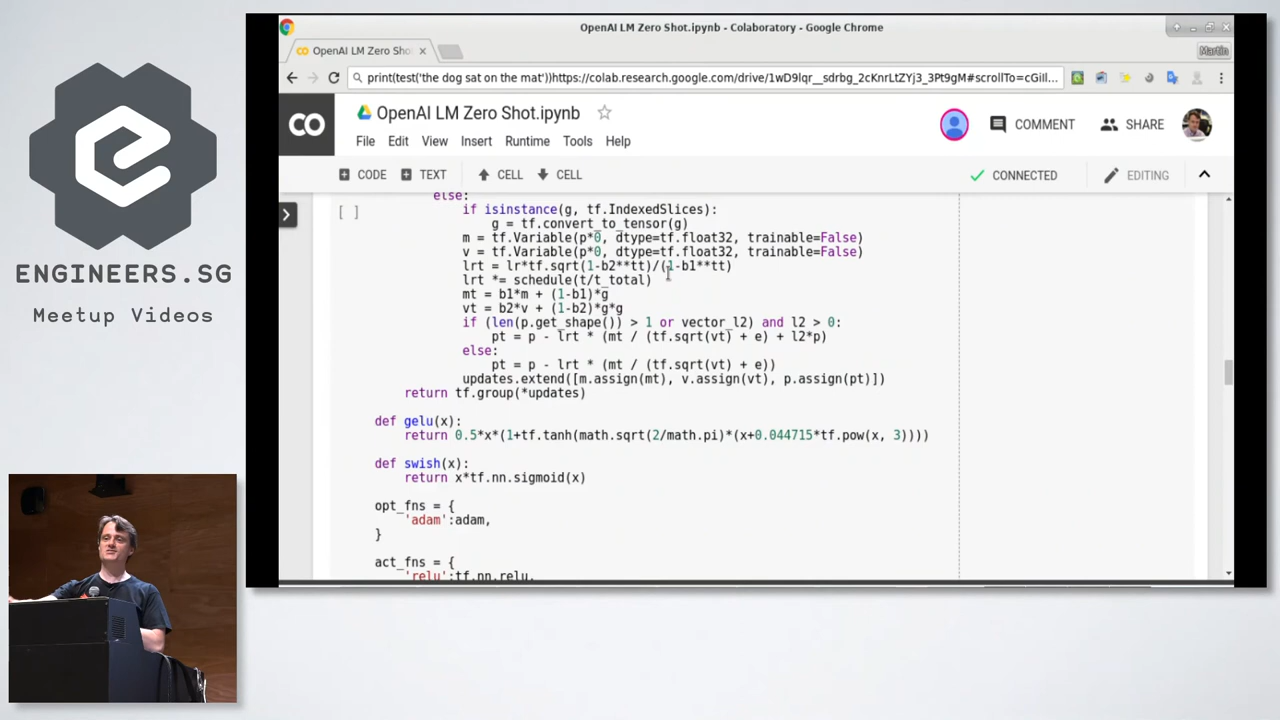 OpenAI LM Zero Shot.ipynb - Colaboratory - Google Chrome
OpenAI LM Zero Sho
Martin
print(test('the dog sat on the mat'))https://colab.research.google.com/drive/1wD9lqr__sdrbg_2cKnrLtZYj3_3Pt9gM#scrollTo=cGill...
CO
OpenAI LM Zero Shot.ipynb
COMMENT
SHARE
File Edit View Insert Runtime Tools Help
CODE TEXT CELL CELL
CONNECTED
EDITING
else:
[ ]
if isinstance(g, tf.IndexedSlices):
g = tf.convert_to_tensor(g)
m = tf.Variable(p*0, dtype=tf.float32, trainable=False)
v = tf.Variable(p*0, dtype=tf.float32, trainable=False)
lrt = lr*tf.sqrt(1-b2**tt)/(1-b1**tt)
lrt *= schedule(t/t_total)
mt = b1*m + (1-b1)*g
vt = b2*v + (1-b2)*g*g
if (len(p.get_shape()) > 1 or vector_l2) and l2 > 0:
pt = p - lrt * (mt / (tf.sqrt(vt) + e) + l2*p)
else:
pt = p - lrt * (mt / (tf.sqrt(vt) + e))
updates.extend([m.assign(mt), v.assign(vt), p.assign(pt)])
return tf.group(*updates)
def gelu(x):
return 0.5*x*(1+tf.tanh(math.sqrt(2/math.pi)*(x+0.044715*tf.pow(x, 3))))
def swish(x):
return x*tf.nn.sigmoid(x)
opt_fns = {
'adam':adam,
}
act_fns = {
'relu':tf.nn.relu,
ENGINEERS.SG
Meetup Videos